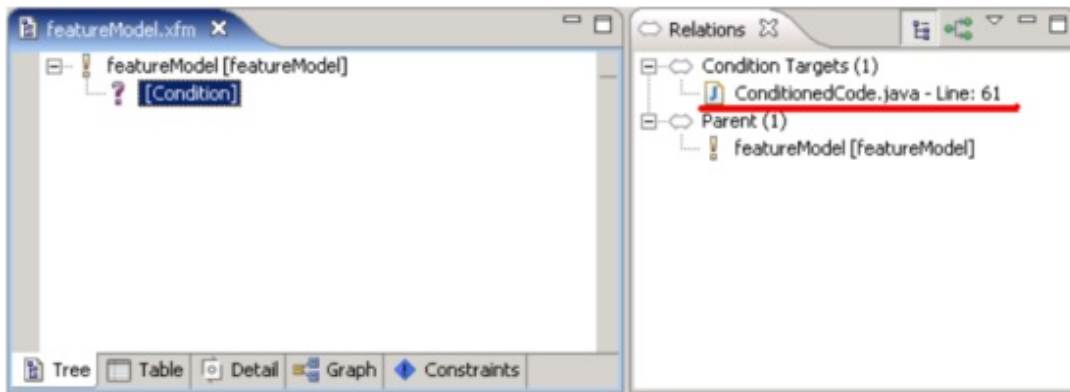 featureModel.xfm
featureModel [featureModel]
[Condition]
Tree Table Detail Graph Constraints
Relations
Condition Targets (1)
ConditionedCode.java - Line: 61
Parent (1)
featureModel [featureModel]